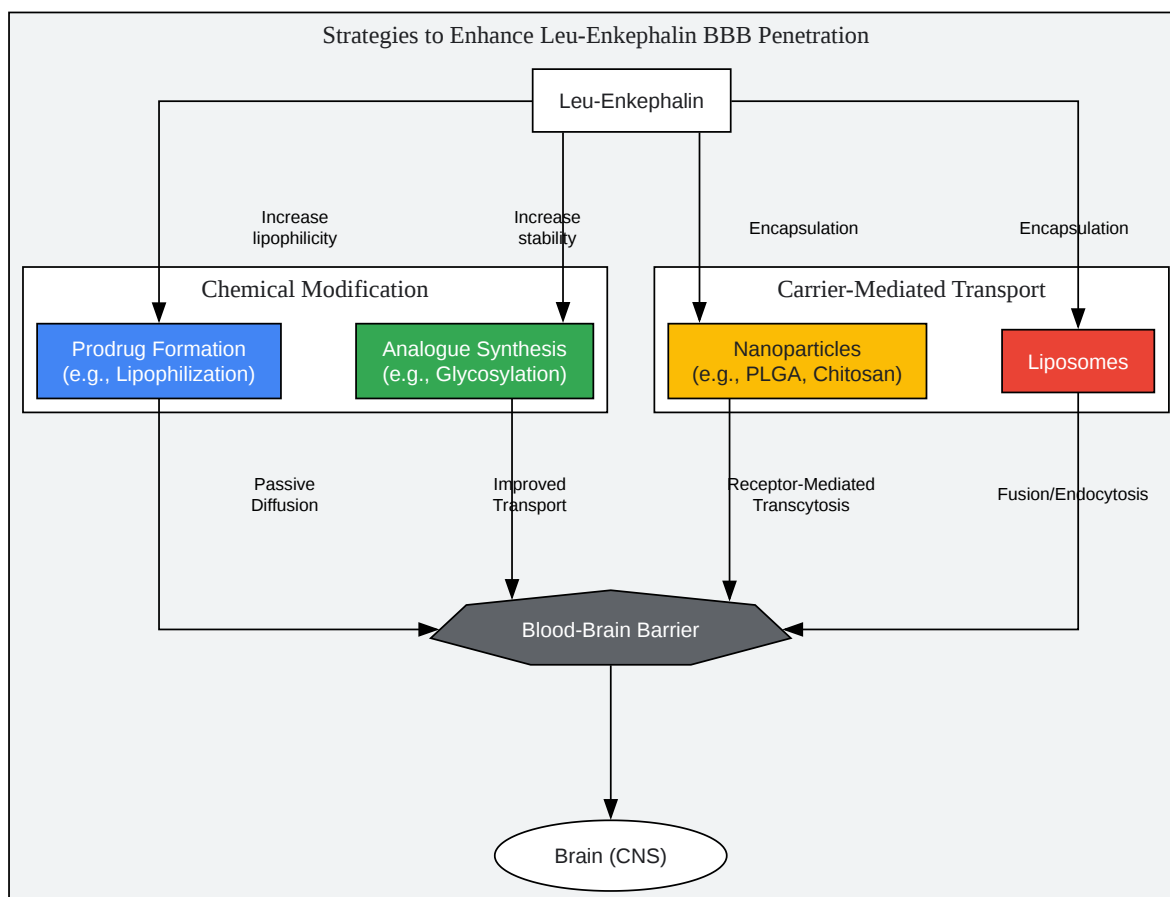 Strategies to Enhance Leu-Enkephalin BBB Penetration
Leu-Enkephalin
Increase
lipophilicity
Increase
stability
Encapsulation
Encapsulation
Chemical Modification
Carrier-Mediated Transport
Prodrug Formation
(e.g., Lipophilization)
Analogue Synthesis
(e.g., Glycosylation)
Nanoparticles
(e.g., PLGA, Chitosan)
Liposomes
Passive
Diffusion
Improved
Transport
Receptor-Mediated
Transcytosis
Fusion/Endocytosis
Blood-Brain Barrier
Brain (CNS)